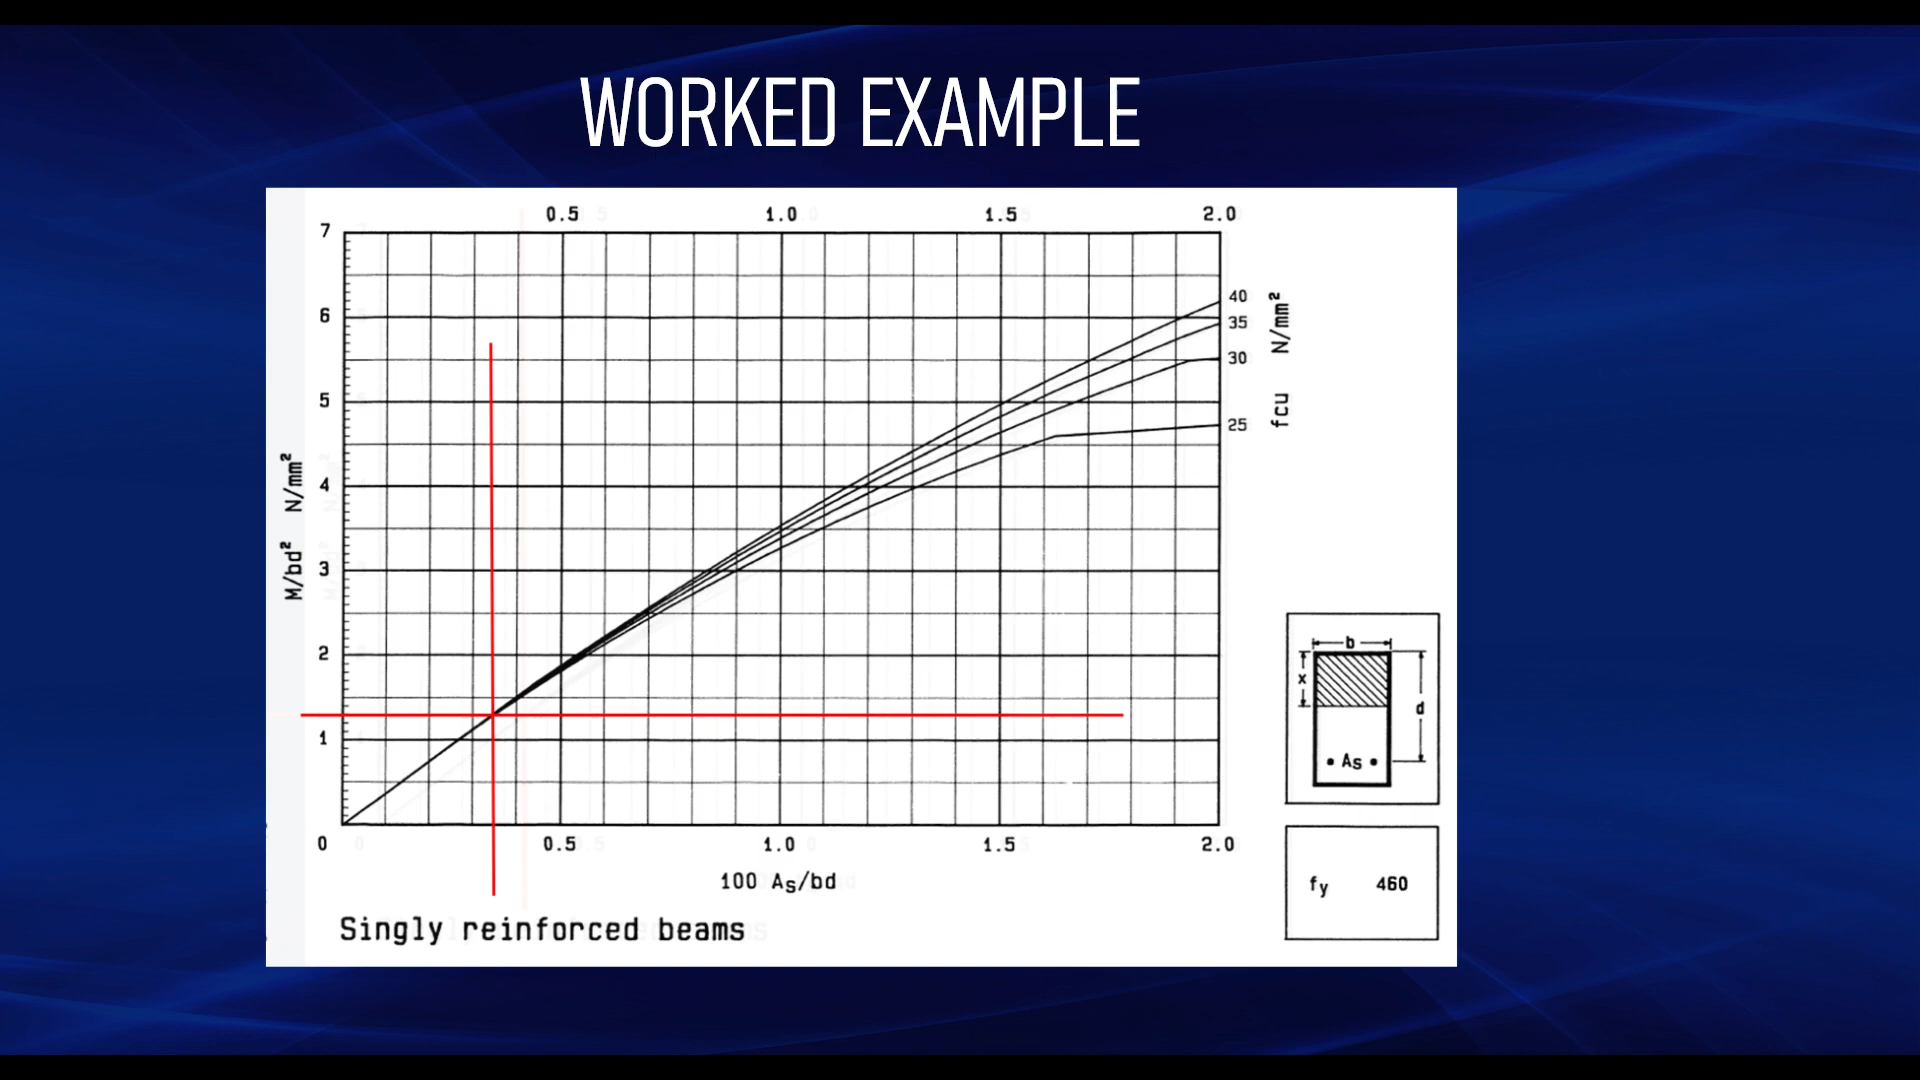 WORKED EXAMPLE
0.5 1.0 1.5 2.0
7
6
5
4
3
2
1
M/bd² N/mm²
40
35
30
25
fcu N/mm²
0 0.5 1.0 1.5 2.0
100 As/bd
Singly reinforced beams
b
x
d
As
fy 460